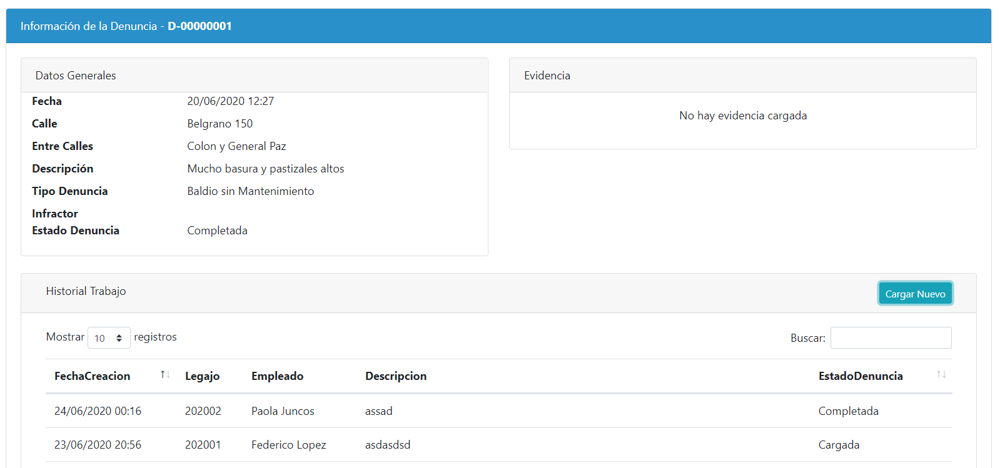 Información de la Denuncia - D-00000001
Datos Generales
Fecha 20/06/2020 12:27
Calle Belgrano 150
Entre Calles Colon y General Paz
Descripción Mucho basura y pastizales altos
Tipo Denuncia Baldio sin Mantenimiento
Infractor
Estado Denuncia Completada
Evidencia
No hay evidencia cargada
Historial Trabajo Cargar Nuevo
Mostrar 10 registros Buscar:
FechaCreacion Legajo Empleado Descripcion EstadoDenuncia
24/06/2020 00:16 202002 Paola Juncos assad Completada
23/06/2020 20:56 202001 Federico Lopez asdasdsd Cargada